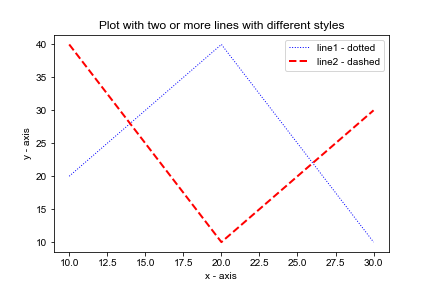 Plot with two or more lines with different styles
line1 - dotted
line2 - dashed
40
35
30
25
20
15
10
y - axis
10.0 12.5 15.0 17.5 20.0 22.5 25.0 27.5 30.0
x - axis